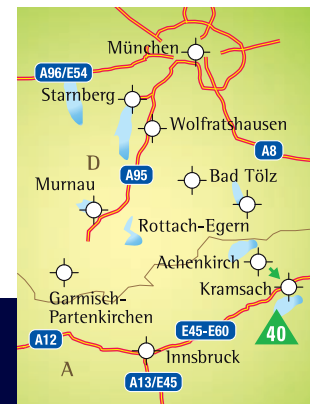 München
A96/E54
Starnberg
Wolfratshausen
A8
D
A95
Bad Tölz
Murnau
Rottach-Egern
Achenkirch
Kramsach
Garmisch-
Partenkirchen
E45-E60
40
A12
Innsbruck
A
A13/E45